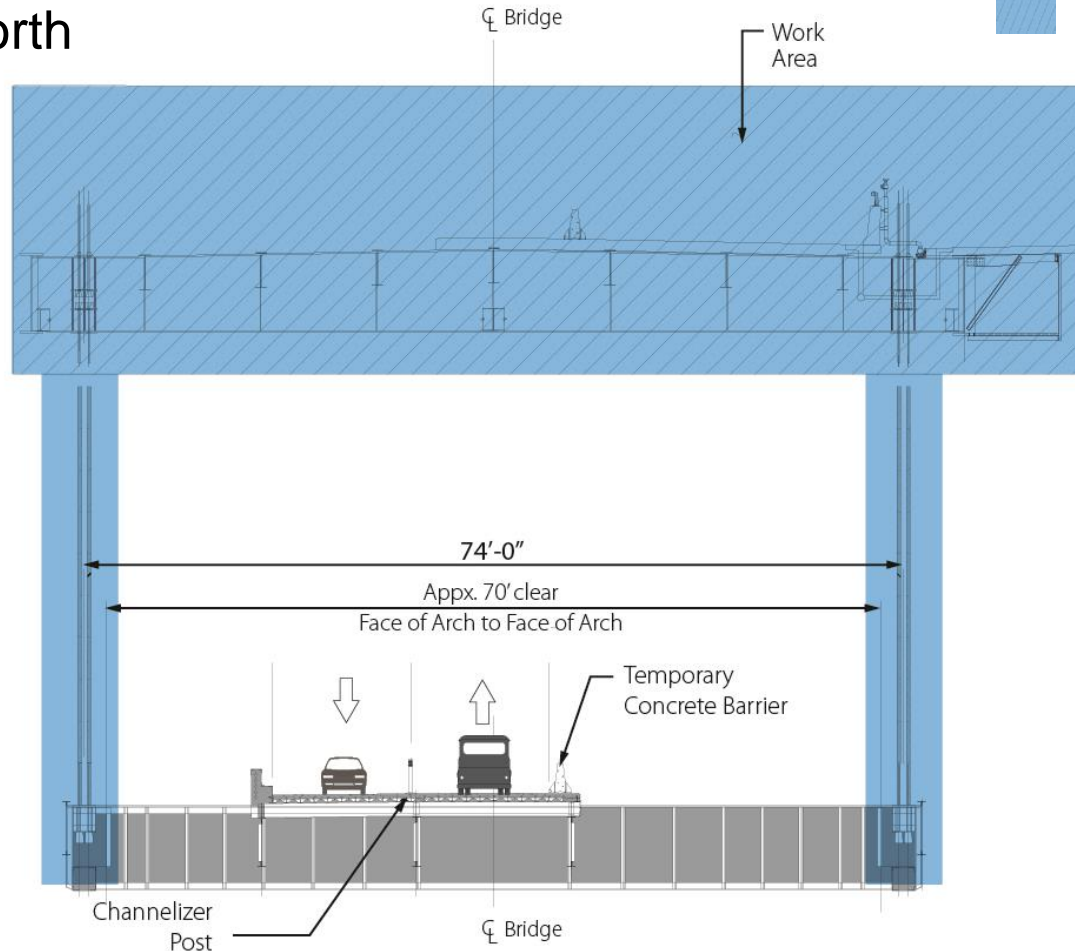 orth
℄ Bridge
Work
Area
74'-0”
Appx. 70' clear
Face of Arch to Face of Arch
Temporary
Concrete Barrier
Channelizer
Post
℄ Bridge